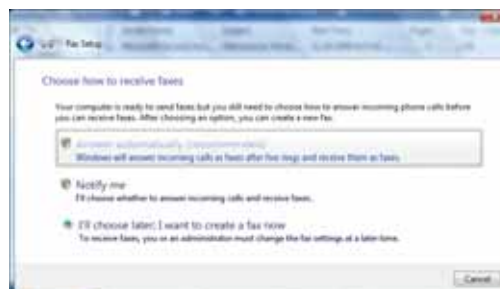 Fax Setup
Choose how to receive faxes
Your computer is ready to send faxes but you still need to choose how to answer incoming phone calls before
you can receive faxes. After choosing an option, you can create a new fax.
Answer automatically (recommended)
Windows will answer incoming calls as faxes after five rings and receive them as faxes.
Notify me
I'll choose whether to answer incoming calls and receive faxes.
I'll choose later; I want to create a fax now
To receive faxes, you or an administrator must change the fax settings at a later time.
Cancel